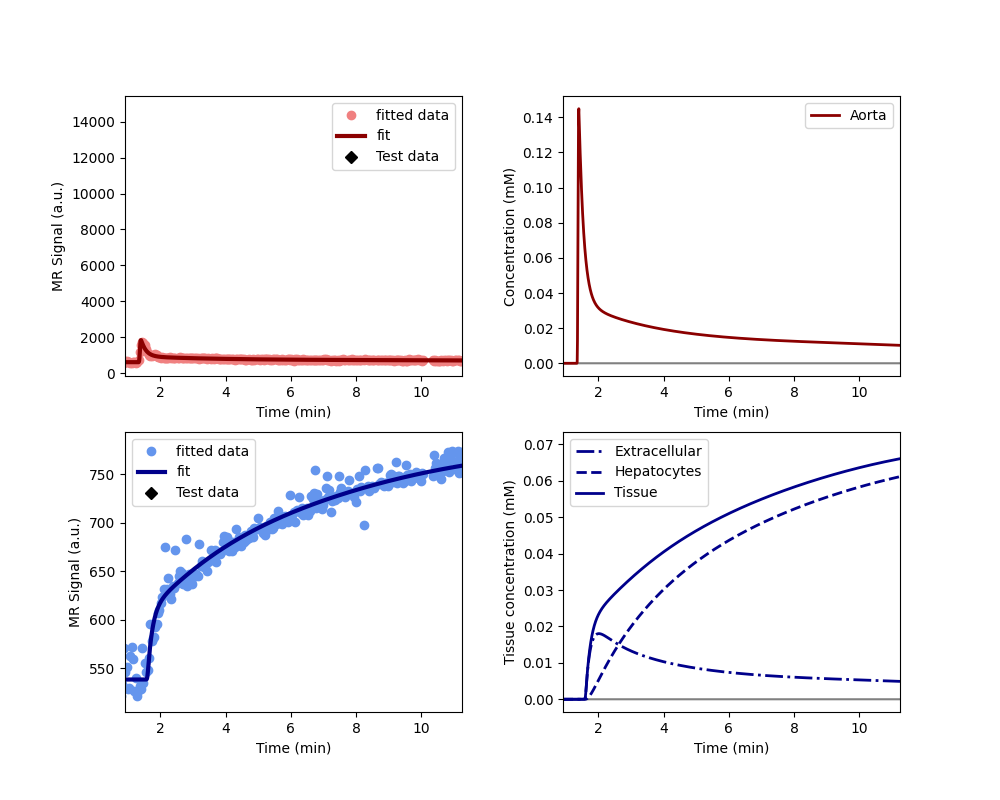 14000
12000
10000
8000
6000
4000
2000
0
MR Signal (a.u.)
fitted data
fit
Test data
2 4 6 8 10
Time (min)
0.14
0.12
0.10
0.08
0.06
0.04
0.02
0.00
Concentration (mM)
Aorta
2 4 6 8 10
Time (min)
750
700
650
600
550
MR Signal (a.u.)
fitted data
fit
Test data
2 4 6 8 10
Time (min)
0.07
0.06
0.05
0.04
0.03
0.02
0.01
0.00
Tissue concentration (mM)
Extracellular
Hepatocytes
Tissue
2 4 6 8 10
Time (min)